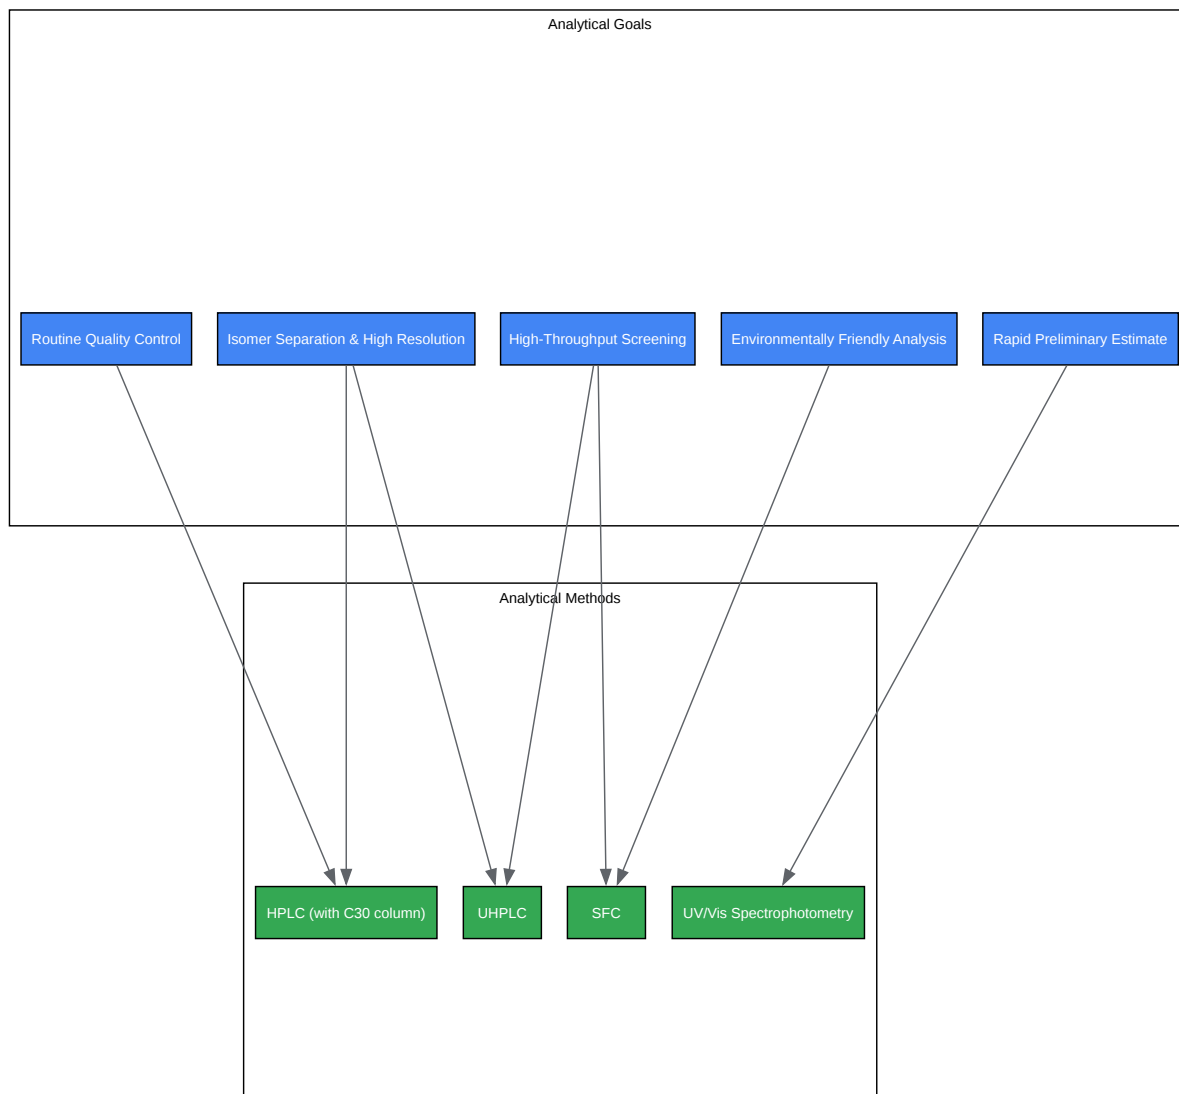 Analytical Goals
Routine Quality Control
Isomer Separation & High Resolution
High-Throughput Screening
Environmentally Friendly Analysis
Rapid Preliminary Estimate
Analytical Methods
HPLC (with C30 column)
UHPLC
SFC
UV/Vis Spectrophotometry